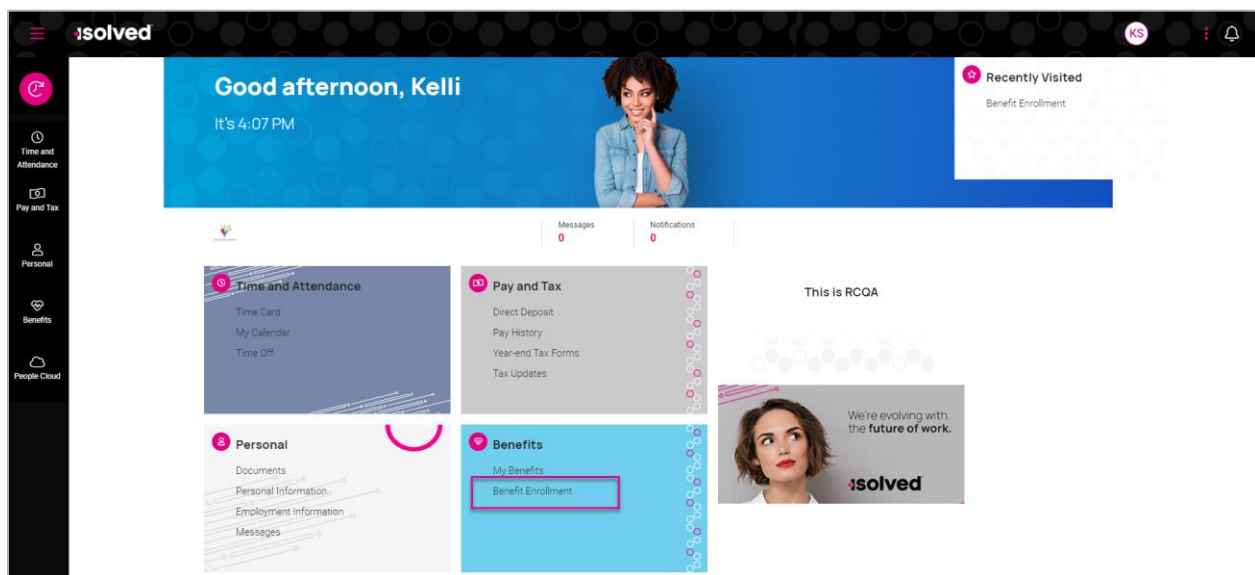 isolved
KS
Good afternoon, Kelli
It's 4:07 PM
Recently Visited
Benefit Enrollment
Time and
Attendance
Pay and Tax
Personal
Benefits
People Cloud
Messages
0
Notifications
0
Time and Attendance
Time Card
My Calendar
Time Off
Pay and Tax
Direct Deposit
Pay History
Year-end Tax Forms
Tax Updates
This is RCQA
Personal
Documents
Personal Information
Employment Information
Messages
Benefits
My Benefits
Benefit Enrollment
We're evolving with
the future of work.
isolved